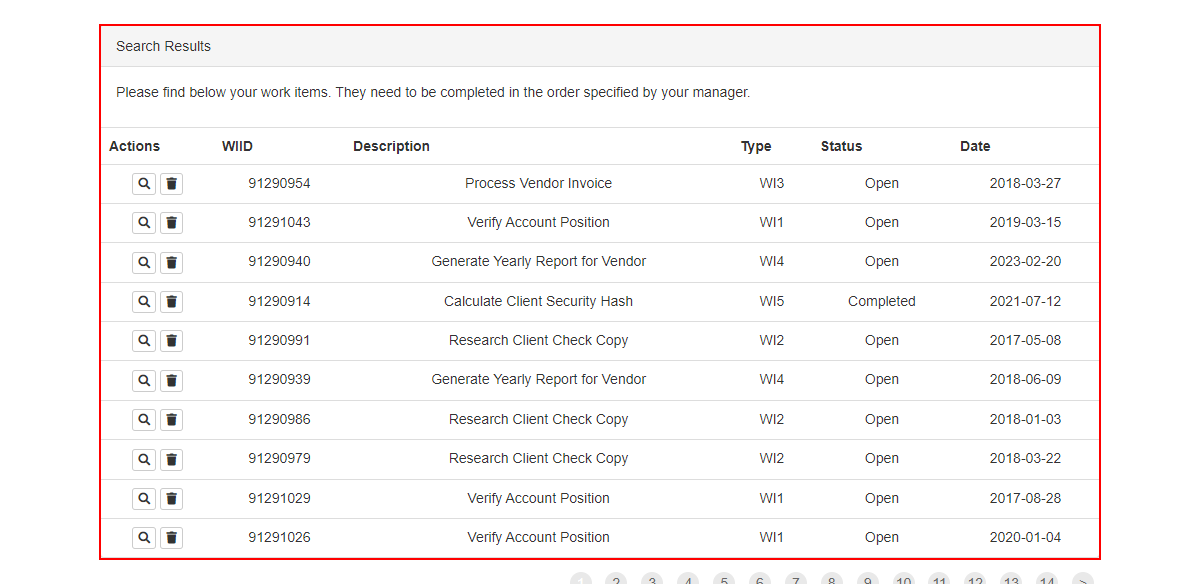 Search Results
Please find below your work items. They need to be completed in the order specified by your manager.
Actions WIID Description Type Status Date
91290954 Process Vendor Invoice WI3 Open 2018-03-27
91291043 Verify Account Position WI1 Open 2019-03-15
91290940 Generate Yearly Report for Vendor WI4 Open 2023-02-20
91290914 Calculate Client Security Hash WI5 Completed 2021-07-12
91290991 Research Client Check Copy WI2 Open 2017-05-08
91290939 Generate Yearly Report for Vendor WI4 Open 2018-06-09
91290986 Research Client Check Copy WI2 Open 2018-01-03
91290979 Research Client Check Copy WI2 Open 2018-03-22
91291029 Verify Account Position WI1 Open 2017-08-28
91291026 Verify Account Position WI1 Open 2020-01-04
1 2 3 4 5 6 7 8 9 10 11 12 13 14 >